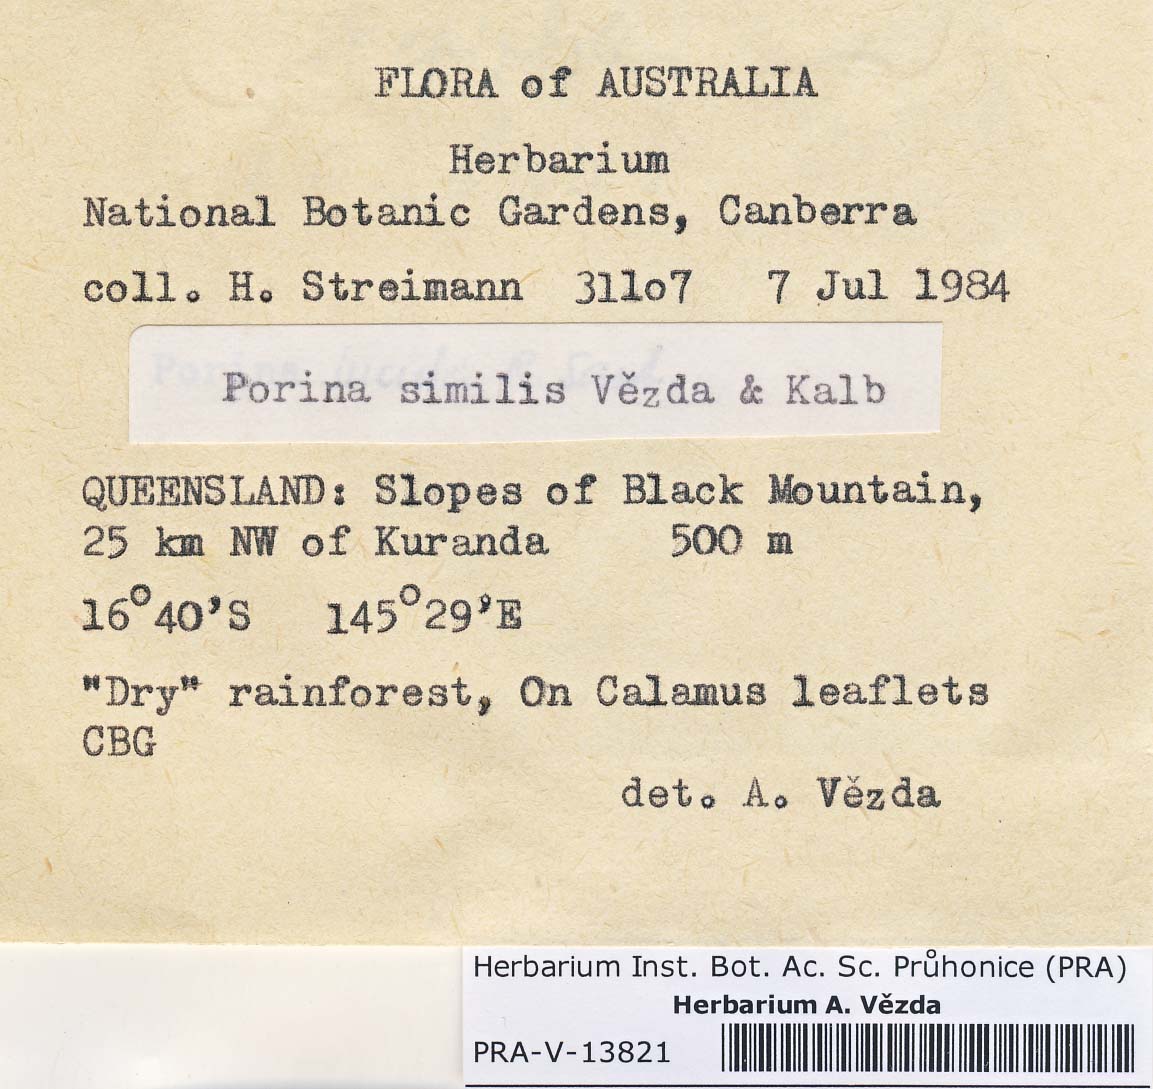 FLORA of AUSTRALIA
Herbarium
National Botanic Gardens, Canberra
coll. H. Streimann 31lo7 7 Jul 1984
Porina similis Vězda & Kalb
QUEENSLAND: Slopes of Black Mountain,
25 km NW of Kuranda 500 m
16°40'S 145°29'E
"Dry" rainforest, On Calamus leaflets
CBG
det. A. Vězda
Herbarium Inst. Bot. Ac. Sc. Průhonice (PRA)
Herbarium A. Vězda
PRA-V-13821